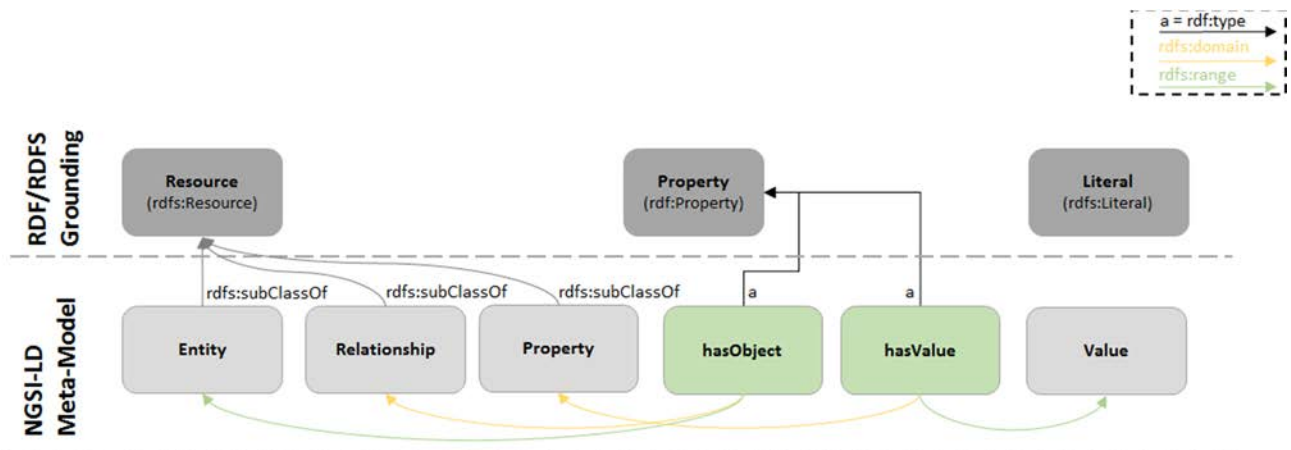 a = rdf:type
rdfs:domain
rdfs:range
RDF/RDFS
Grounding
Resource
(rdfs:Resource)
Property
(rdf:Property)
Literal
(rdfs:Literal)
rdfs:subClassOf
rdfs:subClassOf
rdfs:subClassOf
a
a
NGSI-LD
Meta-Model
Entity
Relationship
Property
hasObject
hasValue
Value